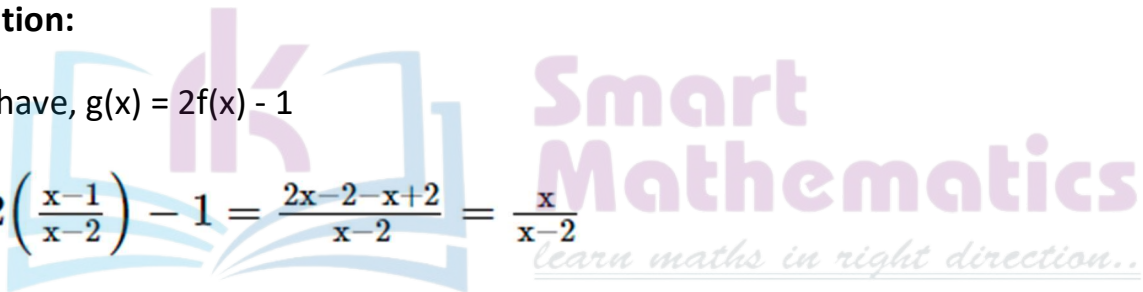 tion:
have, g(x) = 2f(x) - 1
2(x−1/x−2) − 1 = 2x−2−x+2/x−2 = x/x−2
rk
Smart
Mathematics
learn maths in right direction..